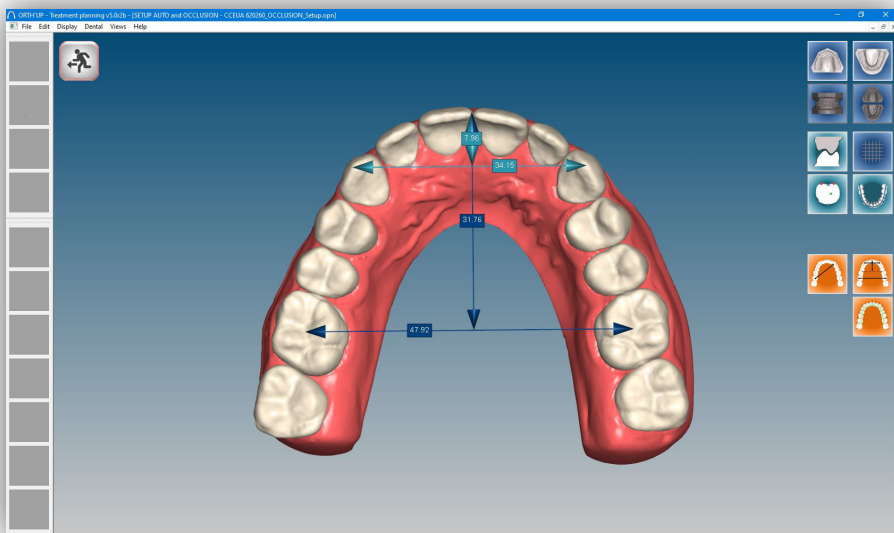 ORTH'UP - Treatment planning v5.0r2b - [SETUP AUTO and OCCLUSION - CCEUA 620260_OCCLUSION_Setup.opn]
File Edit Display Dental Views Help
7.96
34.15
31.76
47.92